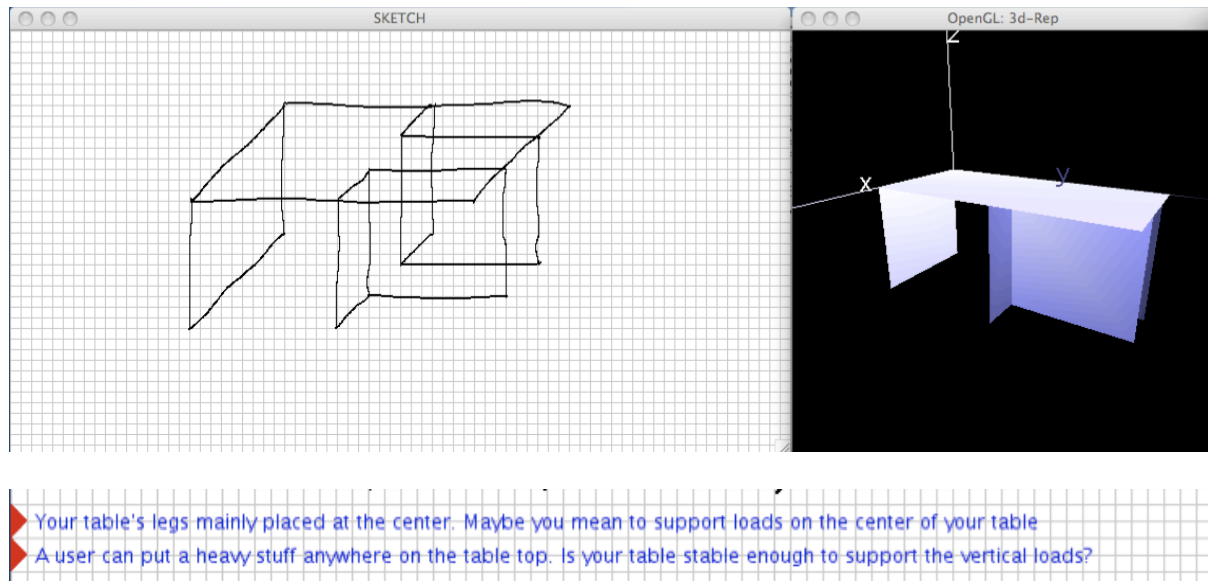 SKETCH
OpenGL: 3d-Rep
z
x
y
Your table's legs mainly placed at the center. Maybe you mean to support loads on the center of your table
A user can put a heavy stuff anywhere on the table top. Is your table stable enough to support the vertical loads?